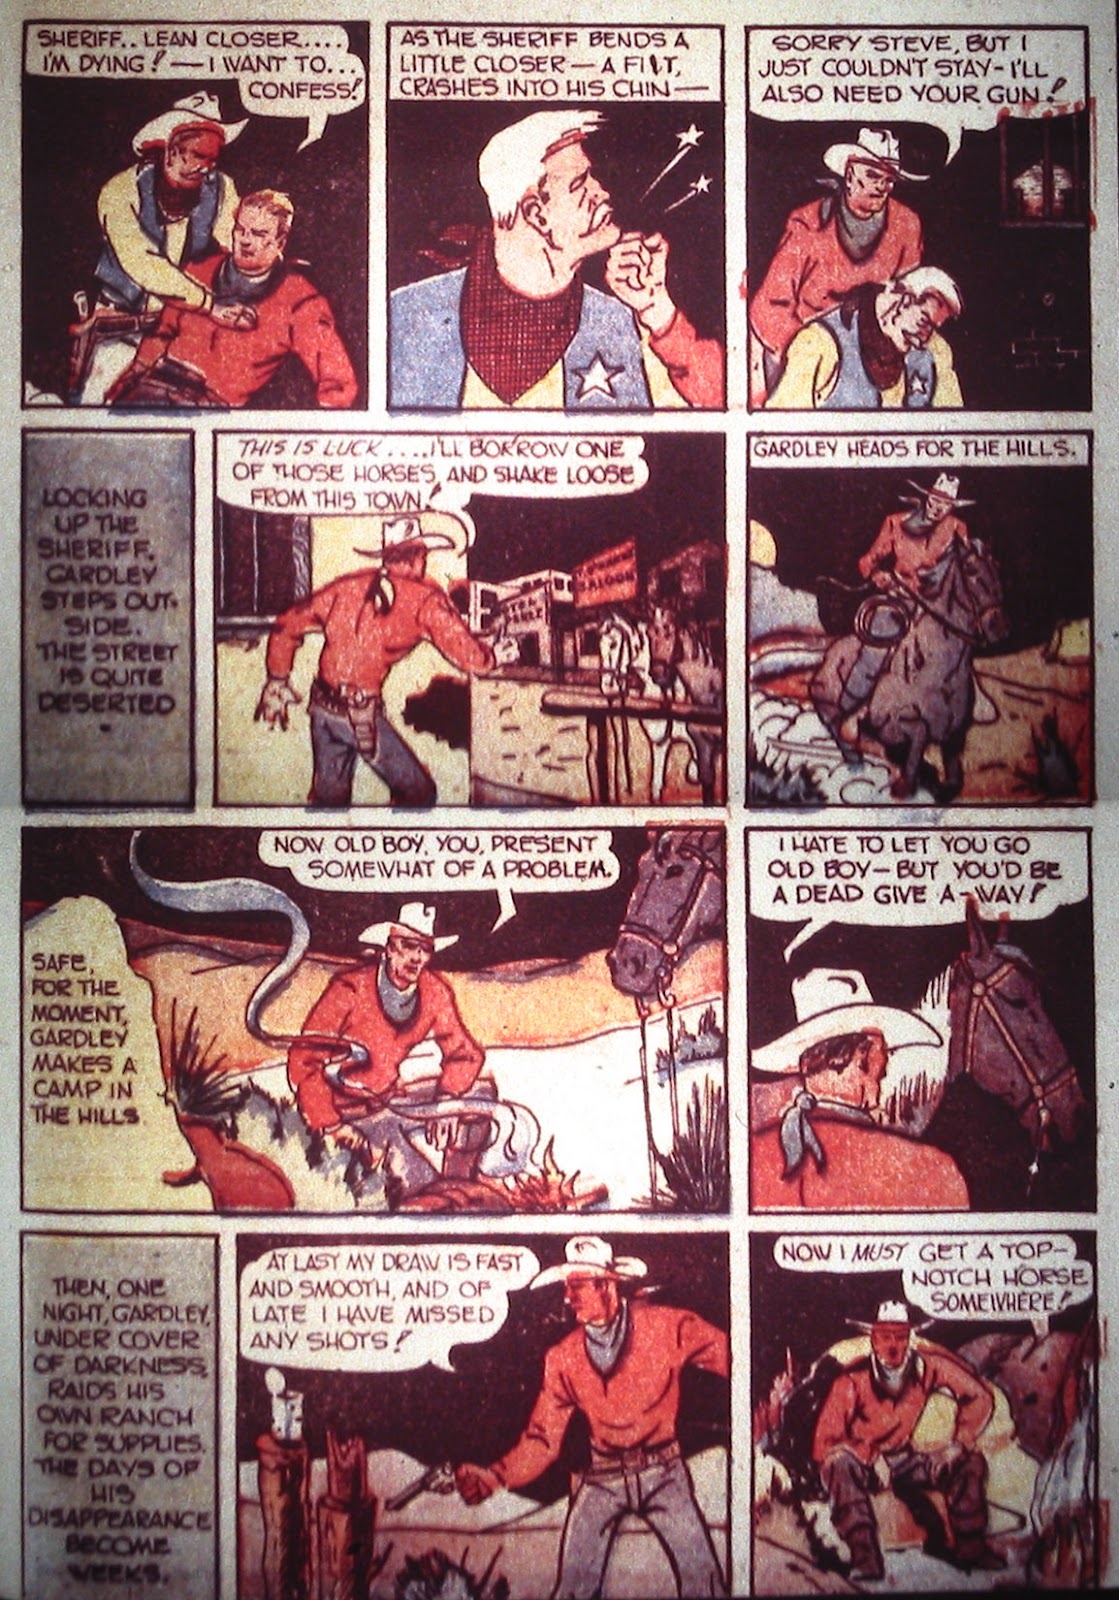 SHERIFF.. LEAN CLOSER....
I'M DYING! — I WANT TO...
CONFESS!
AS THE SHERIFF BENDS A
LITTLE CLOSER — A FIST,
CRASHES INTO HIS CHIN —
SORRY STEVE, BUT I
JUST COULDN'T STAY - I'LL
ALSO NEED YOUR GUN!
LOCKING
UP THE
SHERIFF,
GARDLEY
STEPS OUT-
SIDE.
THE STREET
IS QUITE
DESERTED
-
THIS IS LUCK ....I'LL BORROW ONE
OF THOSE HORSES, AND SHAKE LOOSE
FROM THIS TOWN!
SALOON
GARDLEY HEADS FOR THE HILLS.
SAFE,
FOR THE
MOMENT,
GARDLEY
MAKES A
CAMP IN
THE HILLS.
NOW OLD BOY, YOU, PRESENT
SOMEWHAT OF A PROBLEM.
I HATE TO LET YOU GO
OLD BOY — BUT YOU'D BE
A DEAD GIVE A-WAY!
THEN, ONE
NIGHT, GARDLEY,
UNDER COVER
OF DARKNESS,
RAIDS HIS
OWN RANCH
FOR SUPPLIES.
THE DAYS OF
HIS
DISAPPEARANCE
BECOME
WEEKS.
AT LAST MY DRAW IS FAST
AND SMOOTH, AND OF
LATE I HAVE MISSED
ANY SHOTS!
NOW I MUST GET A TOP-
NOTCH HORSE
SOMEWHERE!